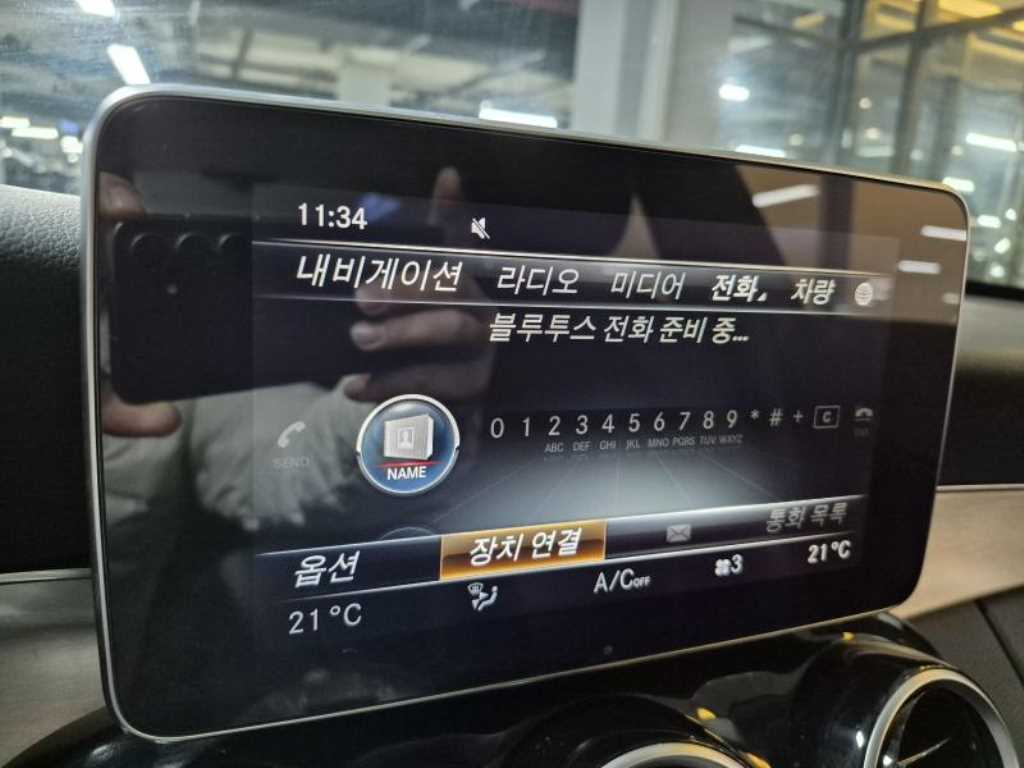 11:34
내비게이션 라디오 미디어 전화 차량
블루투스 전화 준비 중...
SEND
NAME
0 1 2 3 4 5 6 7 8 9 * # + C
ABC DEF GHI JKL MNO PQRS TUV WXYZ
END
옵션 장치 연결 통화 목록
21°C A/C OFF 3 21°C